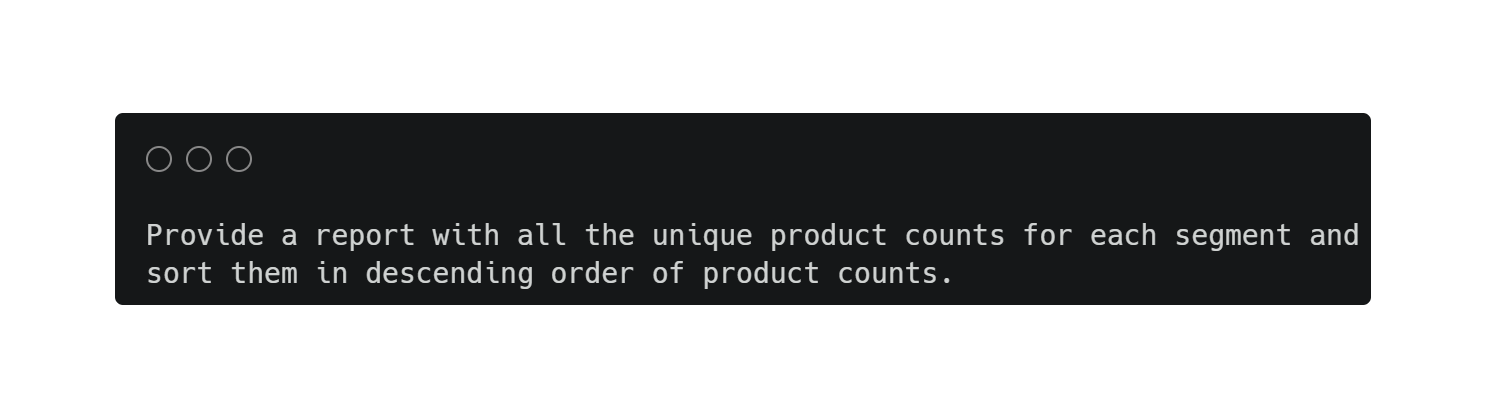 Provide a report with all the unique product counts for each segment and
sort them in descending order of product counts.